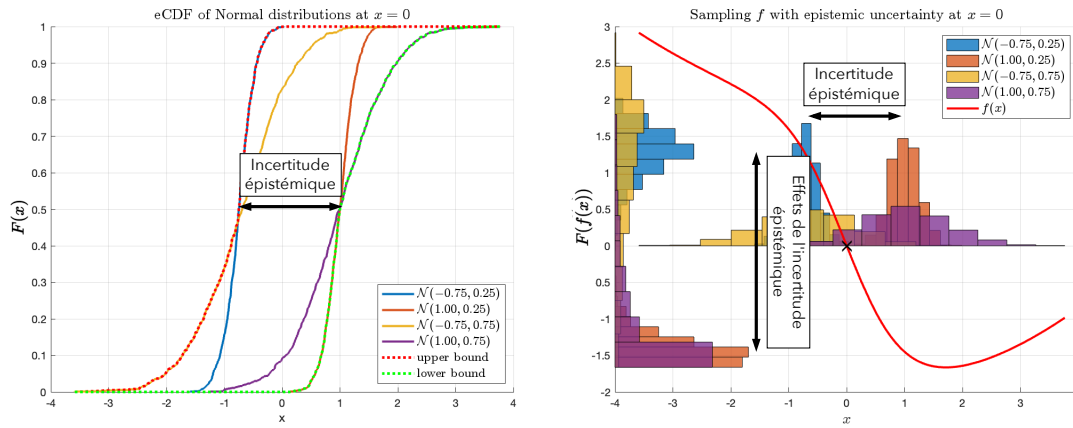 eCDF of Normal distributions at x = 0
F(x)
1
0.9
0.8
0.7
0.6
0.5
0.4
0.3
0.2
0.1
0
Incertitude
épistémique
N(−0.75, 0.25)
N(1.00, 0.25)
N(−0.75, 0.75)
N(1.00, 0.75)
upper bound
lower bound
-4 -3 -2 -1 0 1 2 3 4
x
Sampling f with epistemic uncertainty at x = 0
F(f(x))
3
2.5
2
1.5
1
0.5
0
0.5
-1
-1.5
-2
N(−0.75, 0.25)
N(1.00, 0.25)
N(−0.75, 0.75)
N(1.00, 0.75)
f(x)
Incertitude
épistémique
Effets de l'incertitude
épistémique
-4 -3 -2 -1 0 1 2 3
x